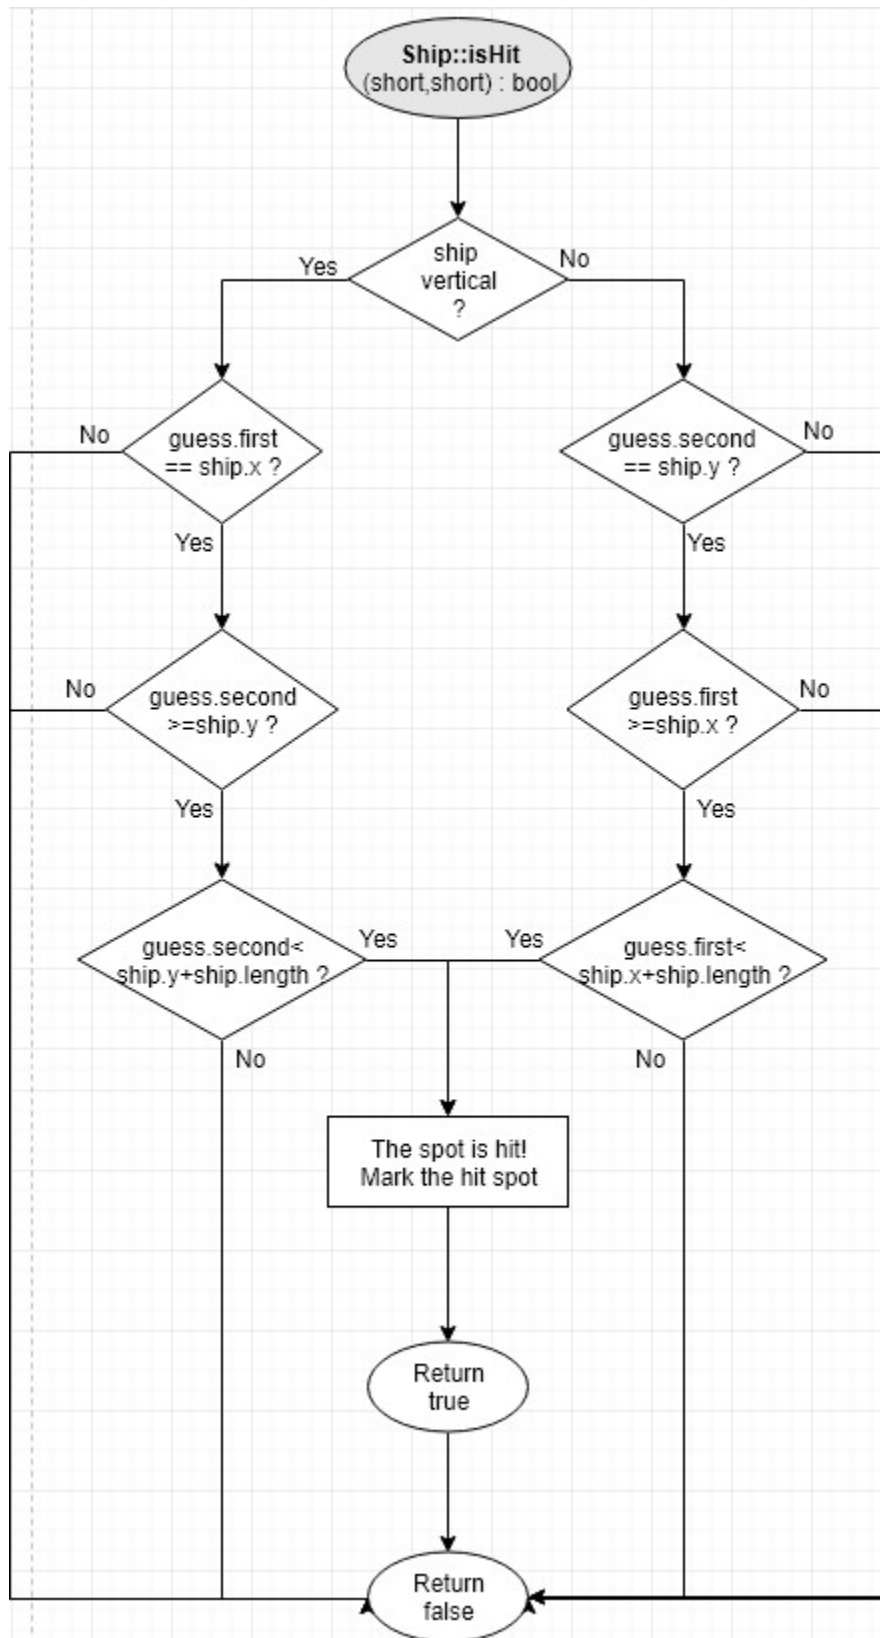 Ship::isHit
(short,short) : bool
ship
vertical
?
Yes
No
guess.first
== ship.x ?
No
Yes
guess.second
== ship.y ?
No
Yes
guess.second
>=ship.y ?
No
Yes
guess.first
>=ship.x ?
No
Yes
guess.second<
ship.y+ship.length ?
Yes
No
guess.first<
ship.x+ship.length ?
Yes
No
The spot is hit!
Mark the hit spot
Return
true
Return
false